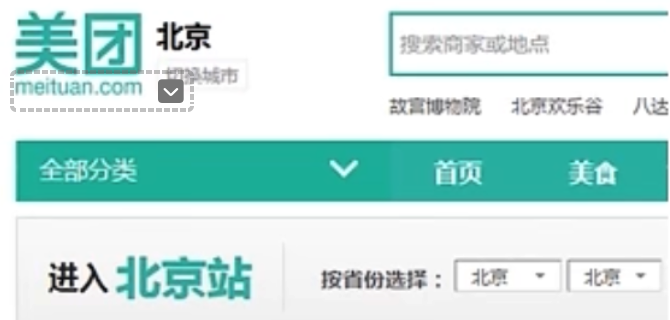 美团
北京
切换城市
meituan.com
搜索商家或地点
故宫博物院 北京欢乐谷 八达
全部分类 首页 美食
进入北京站 按省份选择： 北京 北京